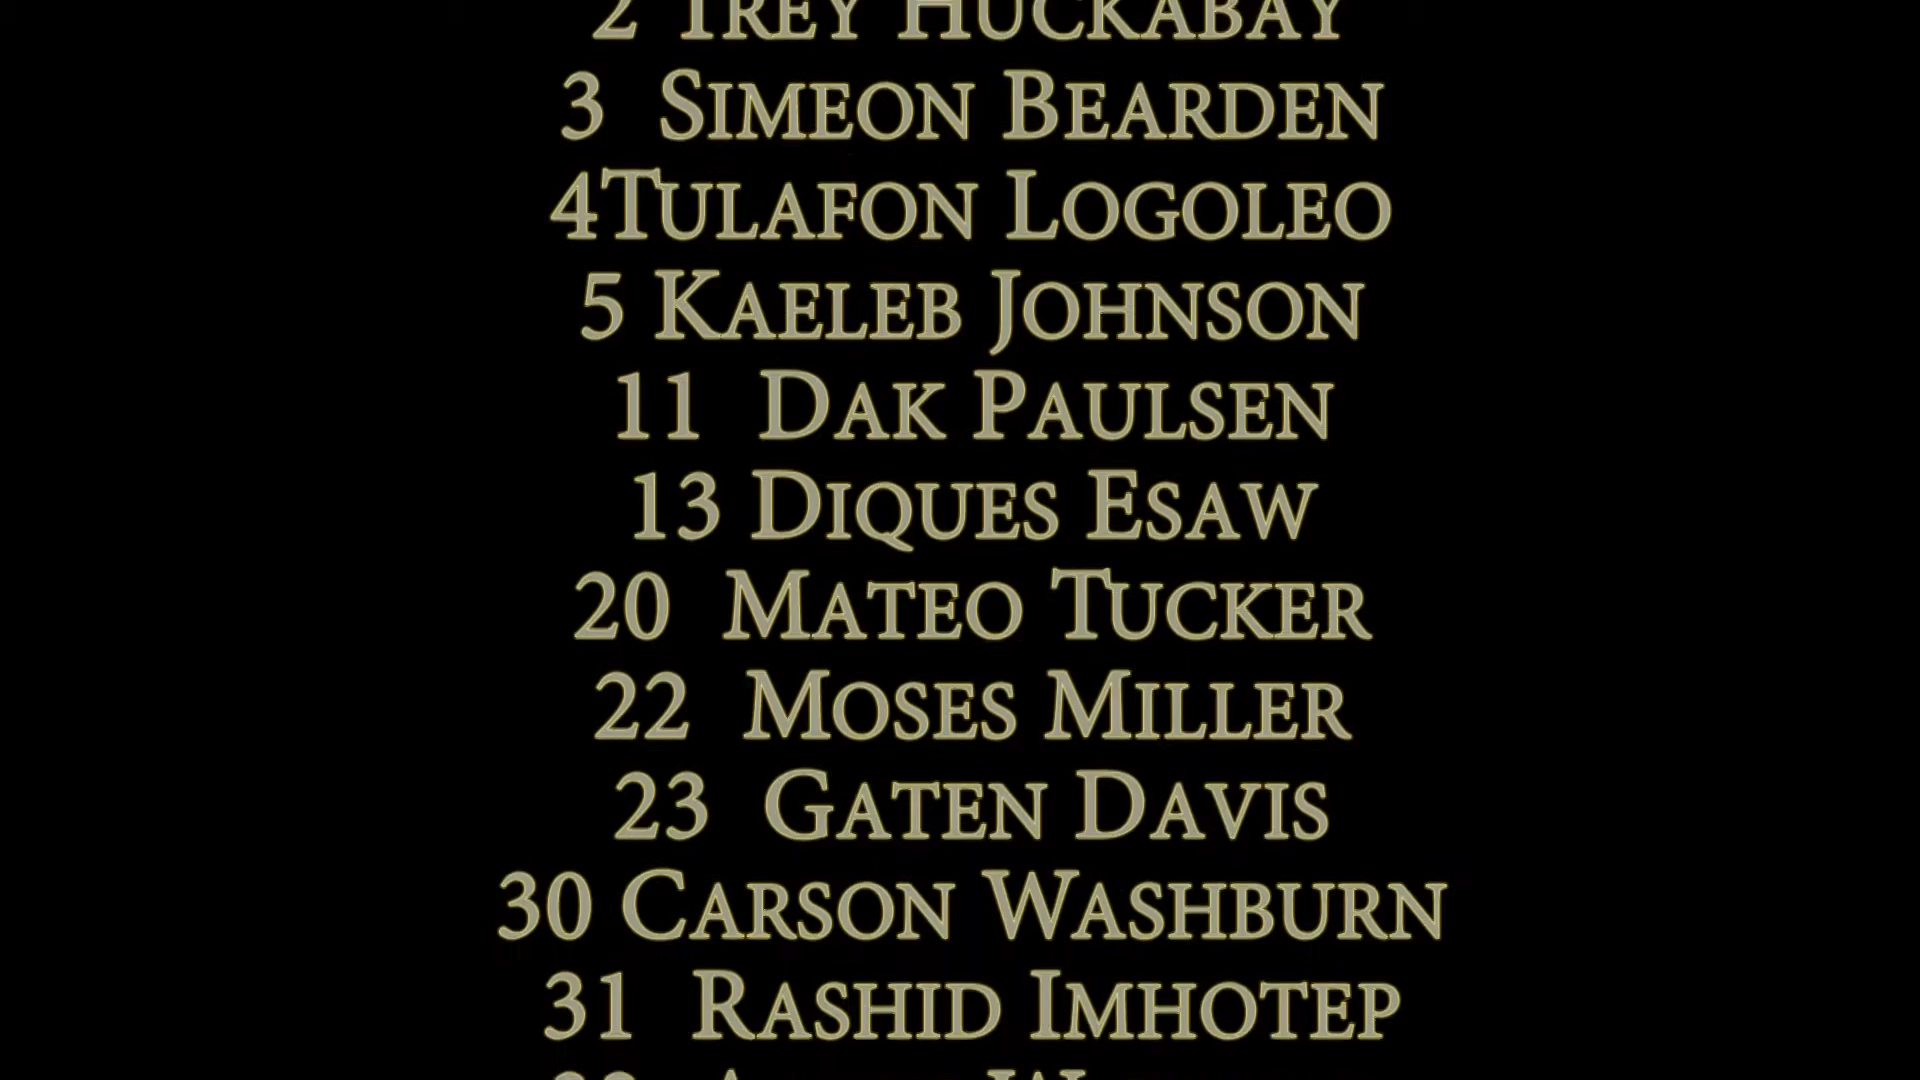 2 Trey Huckabay
3 Simeon Bearden
4Tulafon Logoleo
5 Kaeleb Johnson
11 Dak Paulsen
13 Diques Esaw
20 Mateo Tucker
22 Moses Miller
23 Gaten Davis
30 Carson Washburn
31 Rashid Imhotep